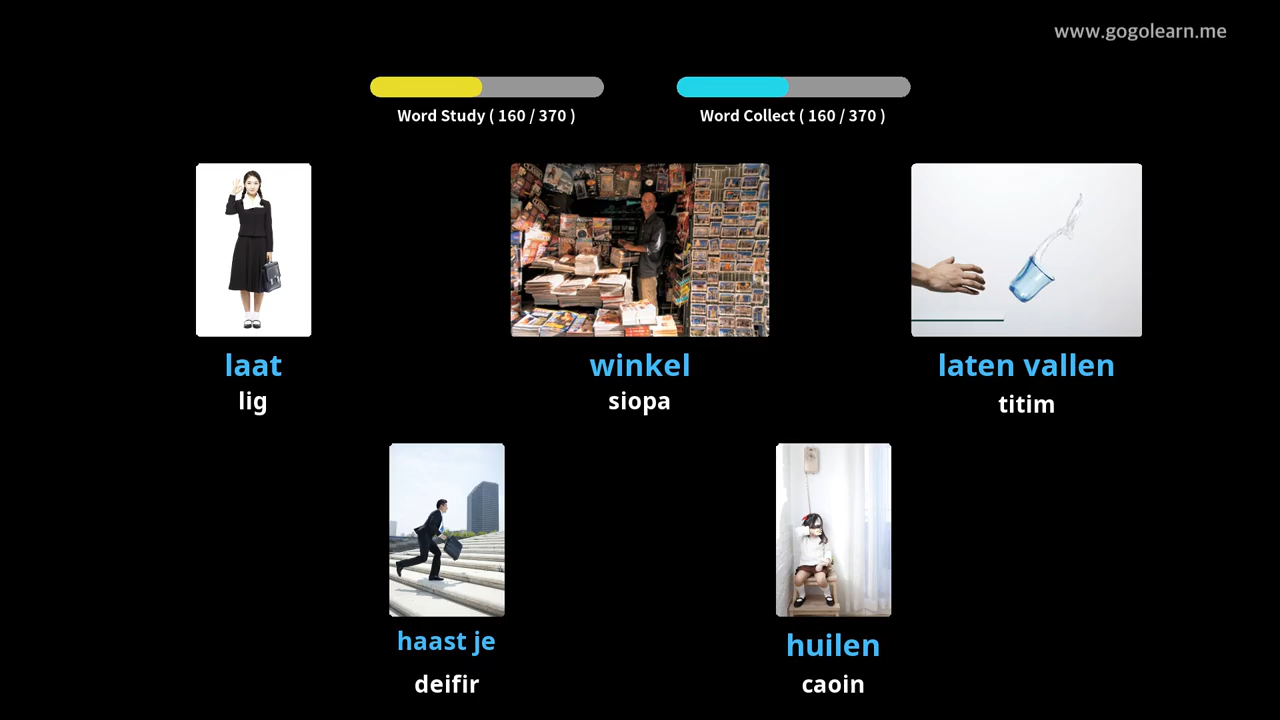 www.gogolearn.me
Word Study ( 160 / 370 )
Word Collect ( 160 / 370 )
laat
lig
winkel
siopa
laten vallen
titim
haast je
deifir
huilen
caoin